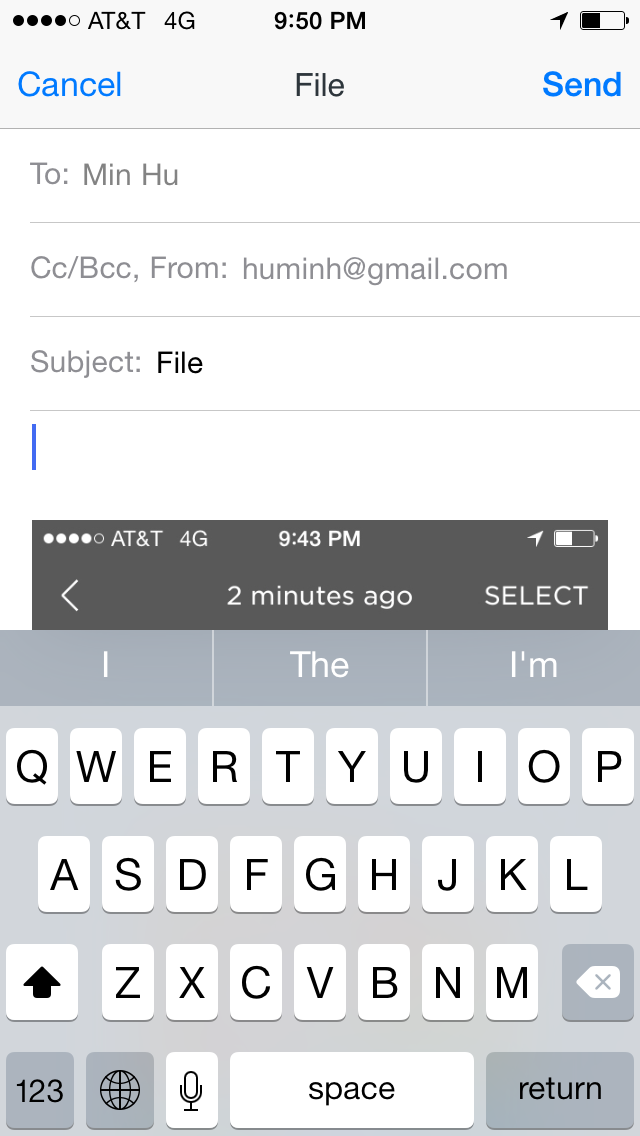 AT&T 4G 9:50 PM
Cancel File Send
To: Min Hu
Cc/Bcc, From: huminh@gmail.com
Subject: File
AT&T 4G 9:43 PM
2 minutes ago SELECT
I The I'm
Q W E R T Y U I O P
A S D F G H J K L
Z X C V B N M
123 space return